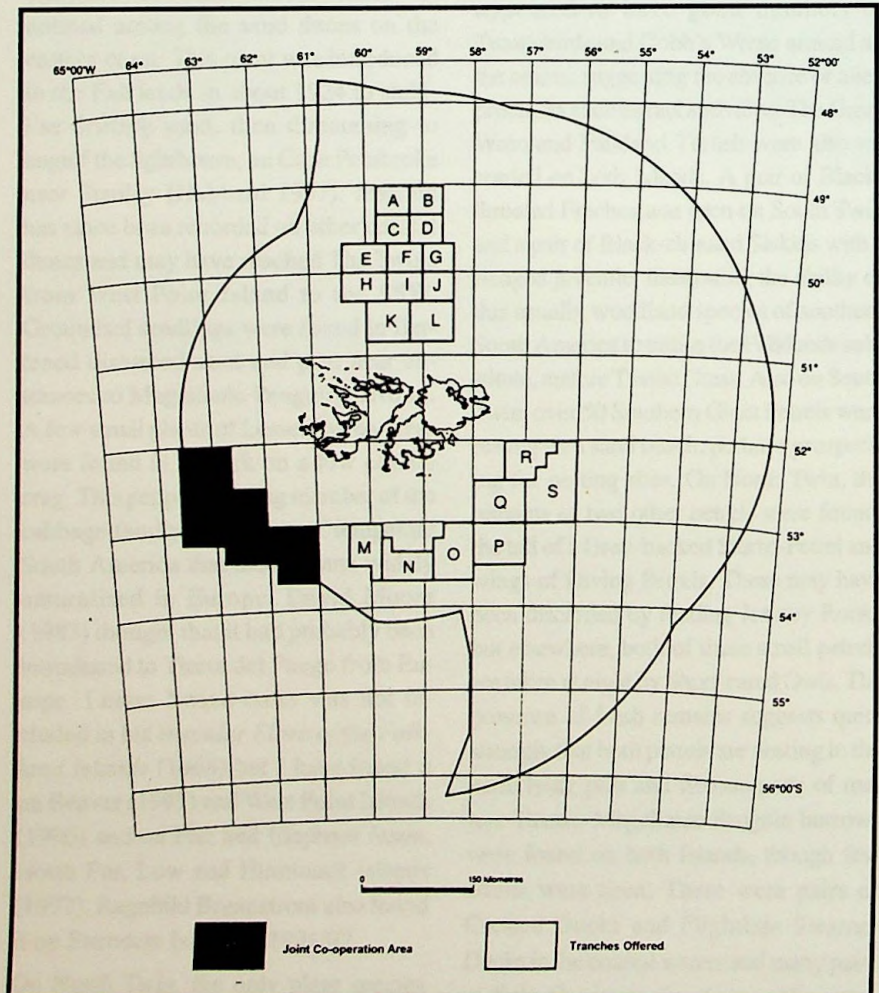 65°00'W 64° 63° 62° 61° 60° 59° 58° 57° 56° 55° 54° 53° 52°00'
48°
49°
50°
51°
52°
53°
54°
55°
56°00'S
A B
C D
E F G
H I J
K L
R
S
Q
M N O P
0 150 kilometres
Joint Co-operation Area
Tranches Offered